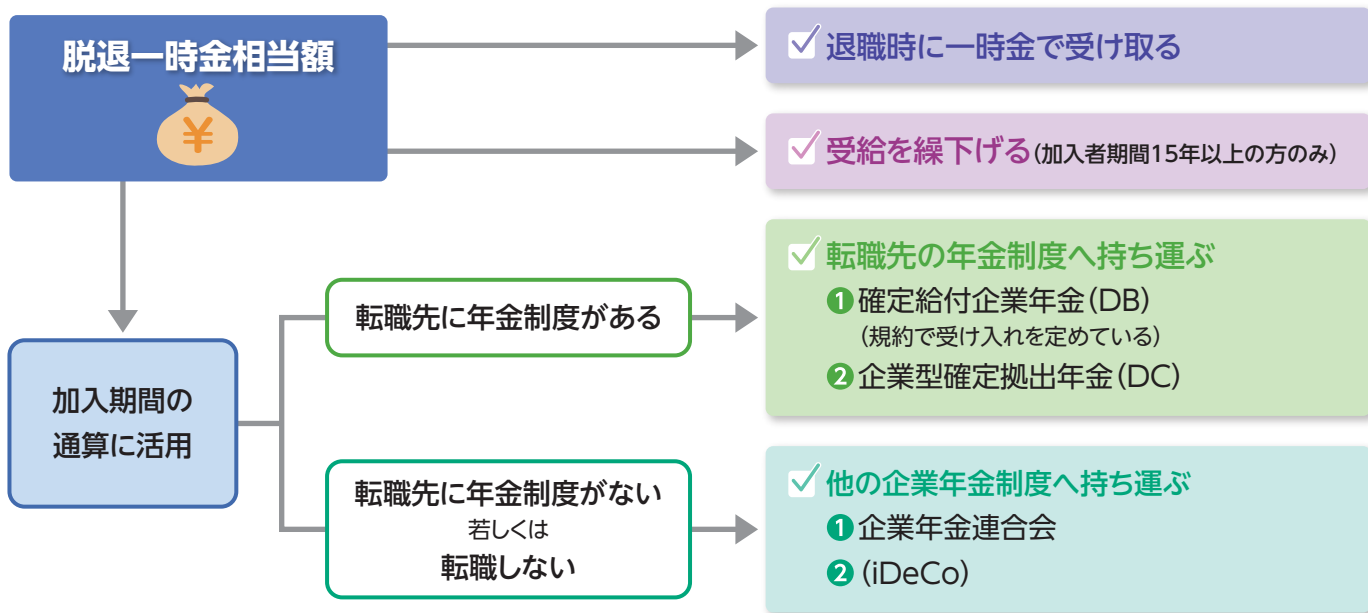 脱退一時金相当額
¥
退職時に一時金で受け取る
受給を繰下げる(加入者期間15年以上の方のみ)
加入期間の
通算に活用
転職先に年金制度がある
転職先の年金制度へ持ち運ぶ
❶確定給付企業年金(DB)
(規約で受け入れを定めている)
❷企業型確定拠出年金(DC)
転職先に年金制度がない
若しくは
転職しない
他の企業年金制度へ持ち運ぶ
❶企業年金連合会
❷(iDeCo)